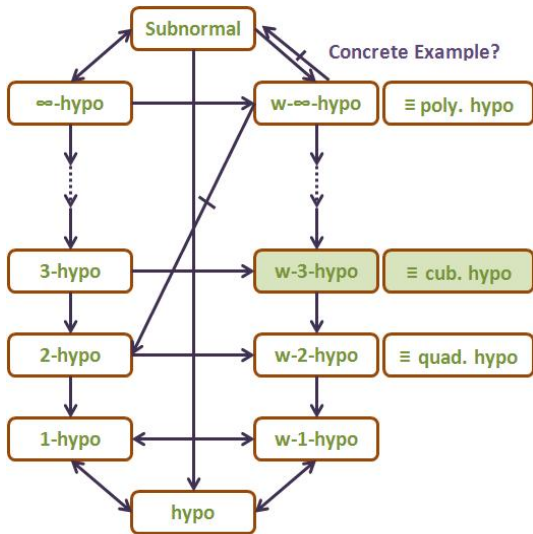 Subnormal
Concrete Example?
∞-hypo
w-∞-hypo
≡ poly. hypo
3-hypo
w-3-hypo
≡ cub. hypo
2-hypo
w-2-hypo
≡ quad. hypo
1-hypo
w-1-hypo
hypo